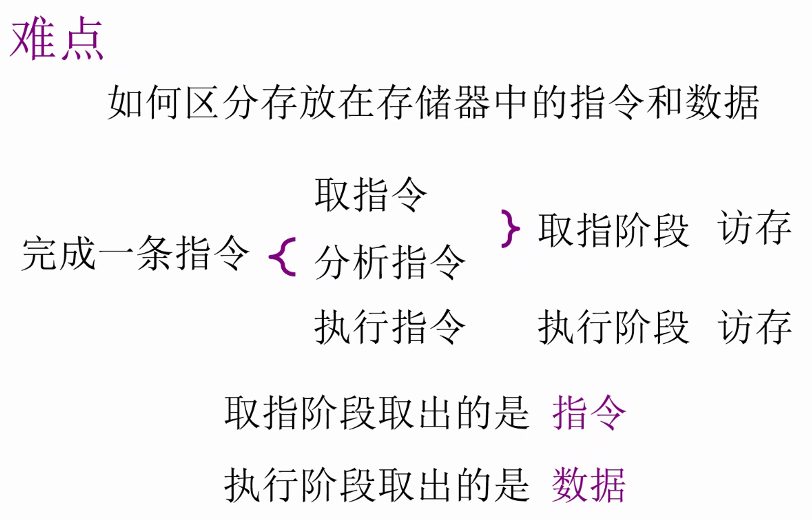 难点
如何区分存放在存储器中的指令和数据
取指令
完成一条指令 { 分析指令 } 取指阶段 访存
执行指令 执行阶段 访存
取指阶段取出的是 指令
执行阶段取出的是 数据